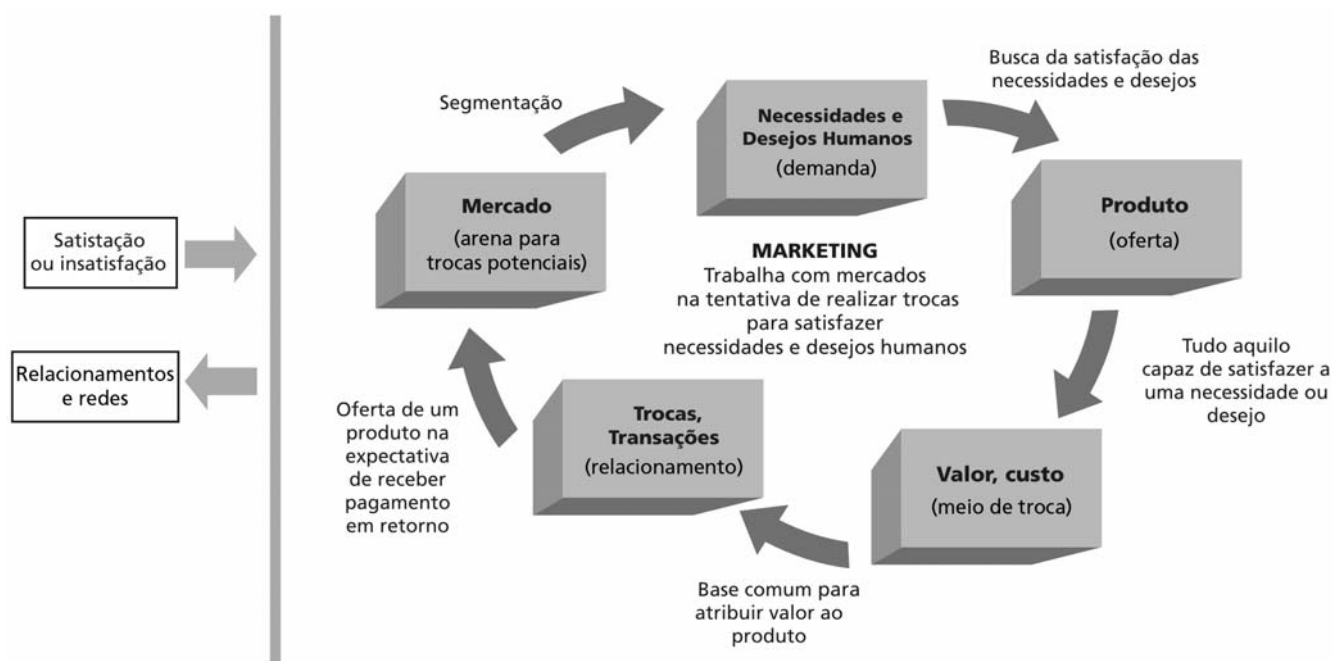 Segmentação
Necessidades e
Desejos Humanos
(demanda)
Busca da satisfação das
necessidades e desejos
Mercado
(arena para
trocas potenciais)
Produto
(oferta)
Satistação
ou insatisfação
MARKETING
Trabalha com mercados
na tentativa de realizar trocas
para satisfazer
necessidades e desejos humanos
Relacionamentos
e redes
Tudo aquilo
capaz de satisfazer a
uma necessidade ou
desejo
Oferta de um
produto na
expectativa
de receber
pagamento
em retorno
Trocas,
Transações
(relacionamento)
Valor, custo
(meio de troca)
Base comum para
atribuir valor ao
produto